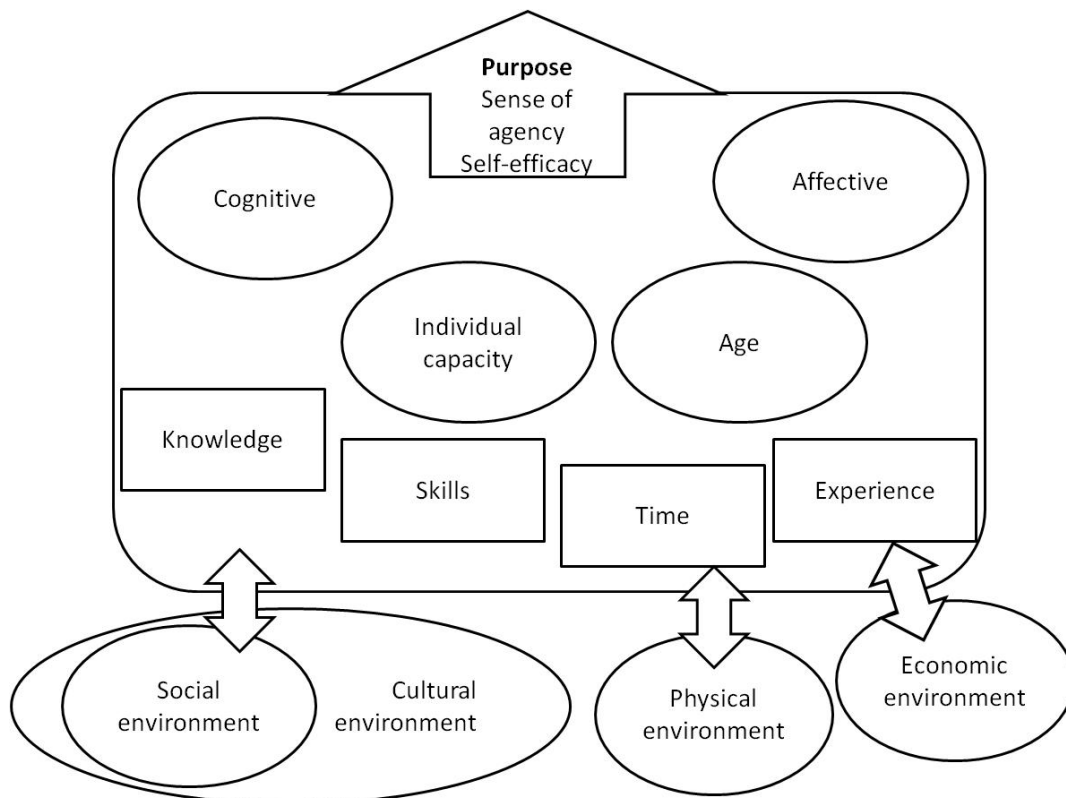 Purpose
Sense of
agency
Self-efficacy
Cognitive
Affective
Individual
capacity
Age
Knowledge
Skills
Time
Experience
Social
environment
Cultural
environment
Physical
environment
Economic
environment